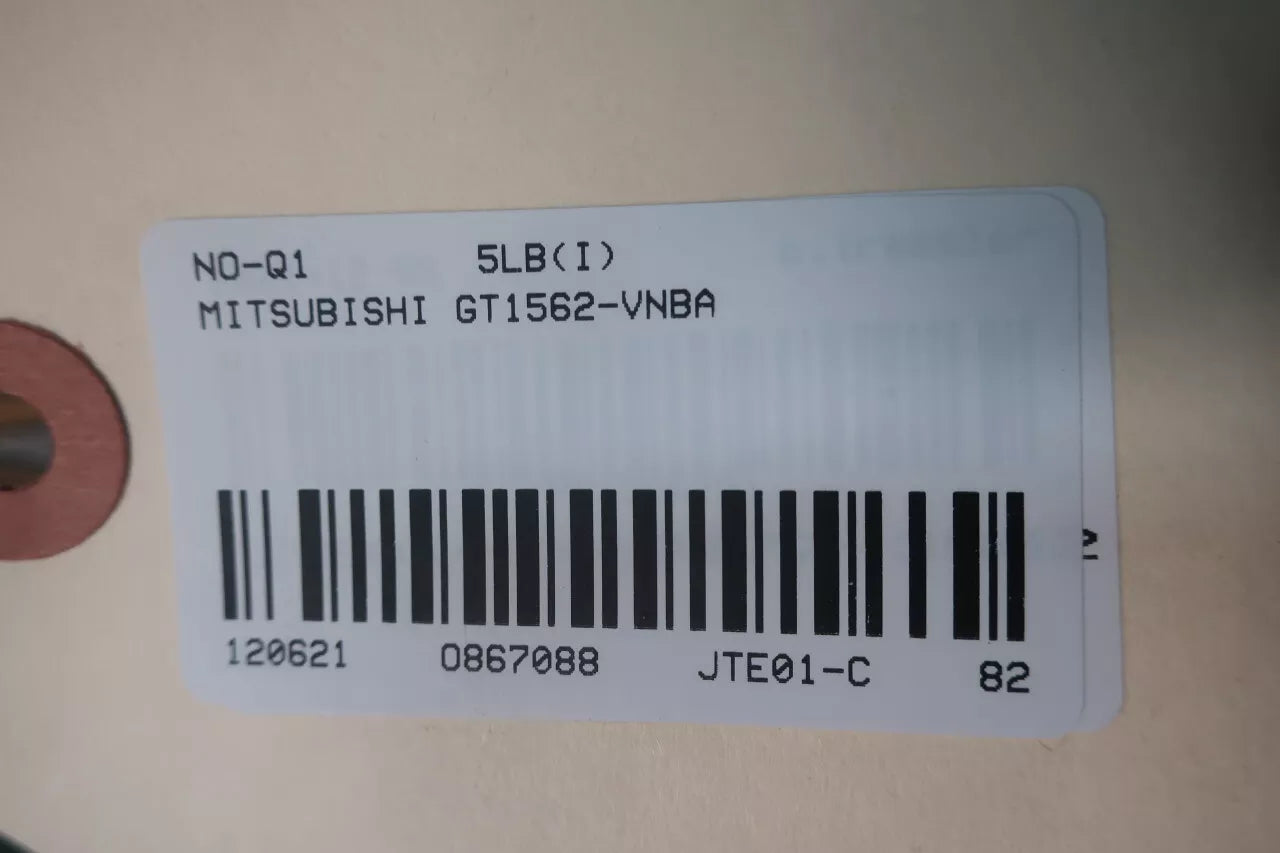 NO-Q1 5LB(I)
MITSUBISHI GT1562-VNBA
120621 0867088 JTE01-C 82